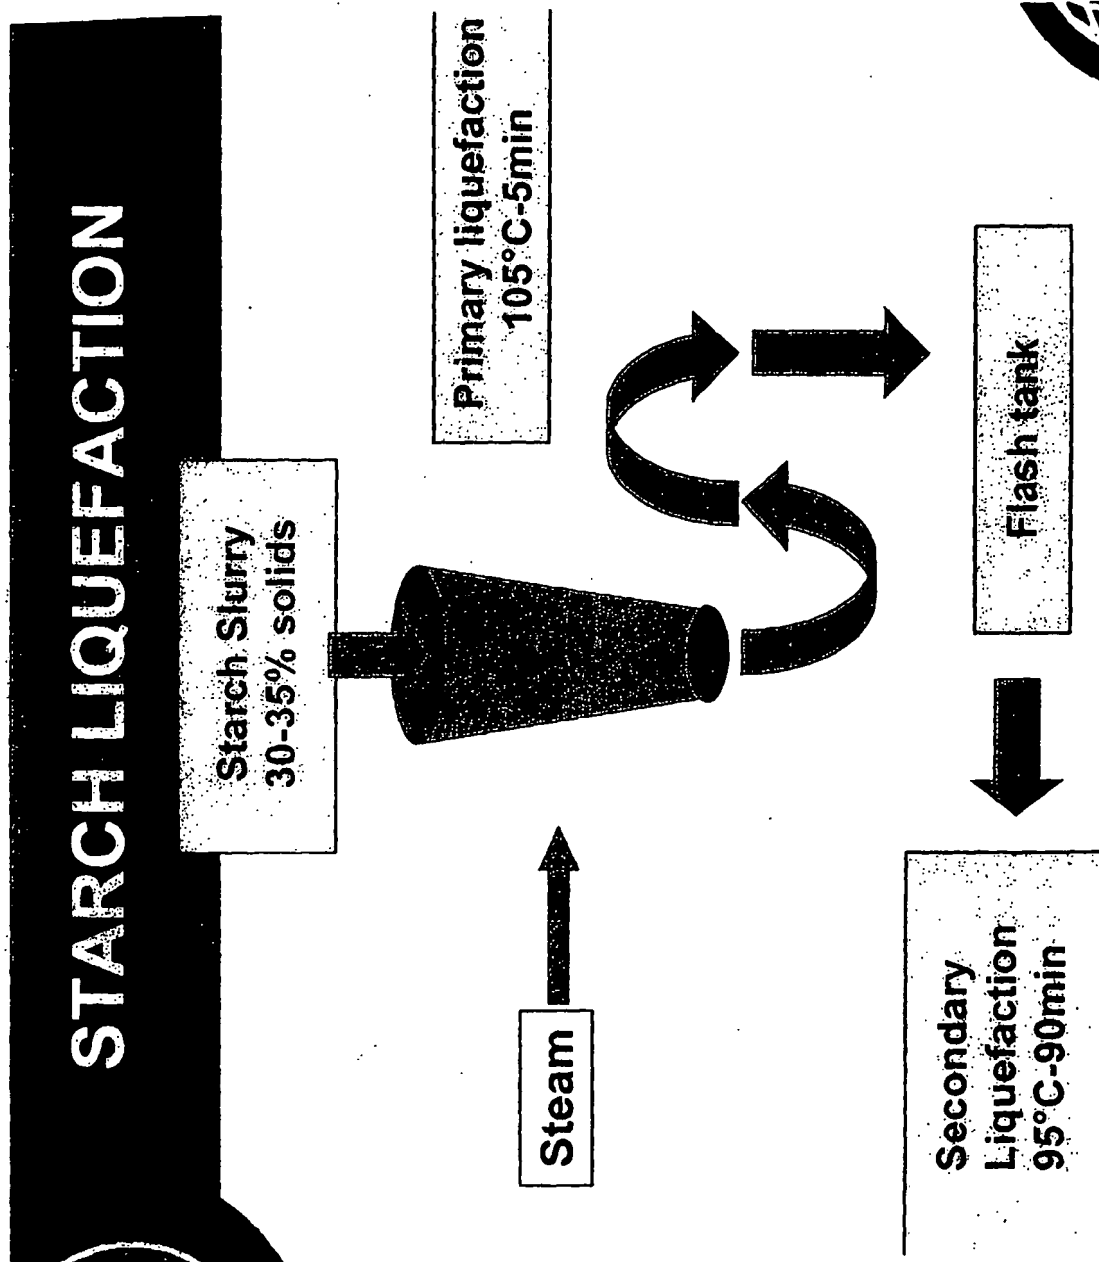 STARCH LIQUEFACTION
Starch Slurry
30-35% solids
Primary liquefaction
105°C-5min
Steam
Flash tank
Secondary
Liquefaction
95°C-90min